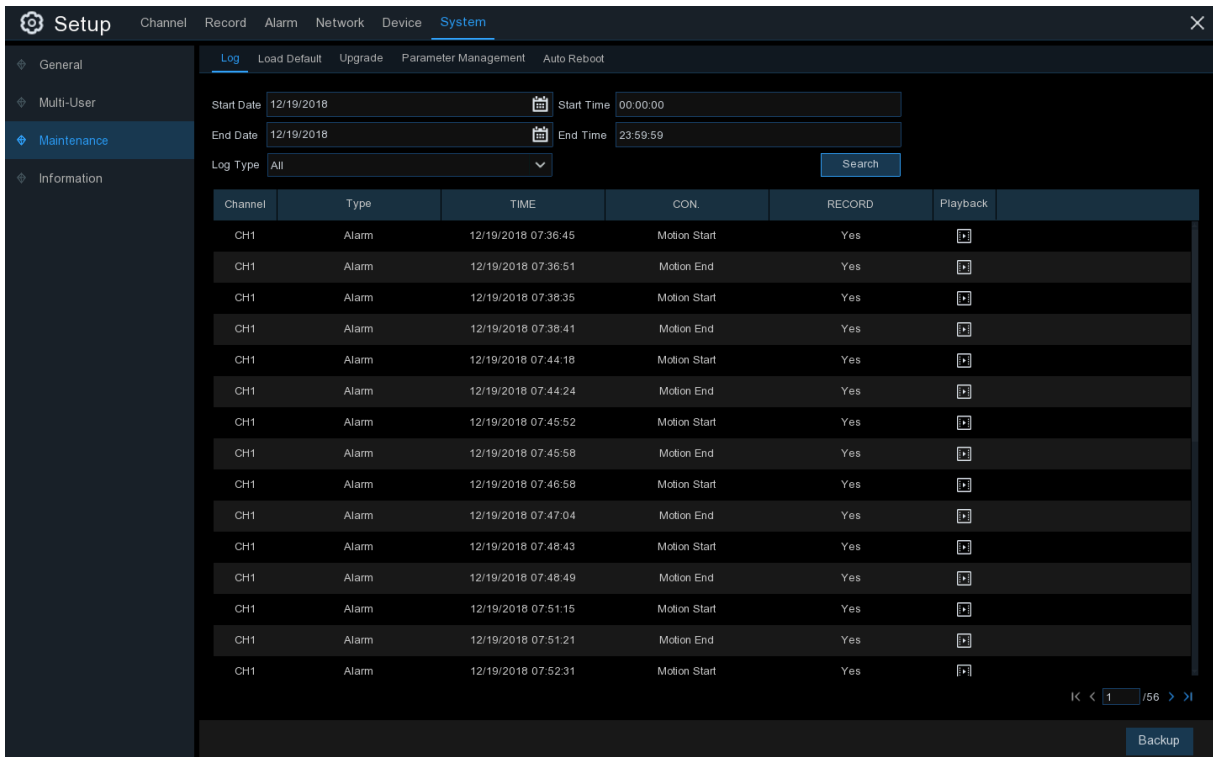 Setup Channel Record Alarm Network Device System
General
Multi-User
Maintenance
Information
Log Load Default Upgrade Parameter Management Auto Reboot
Start Date 12/19/2018 Start Time 00:00:00
End Date 12/19/2018 End Time 23:59:59
Log Type All Search
Channel Type TIME CON. RECORD Playback
CH1 Alarm 12/19/2018 07:36:45 Motion Start Yes
CH1 Alarm 12/19/2018 07:36:51 Motion End Yes
CH1 Alarm 12/19/2018 07:38:35 Motion Start Yes
CH1 Alarm 12/19/2018 07:38:41 Motion End Yes
CH1 Alarm 12/19/2018 07:44:18 Motion Start Yes
CH1 Alarm 12/19/2018 07:44:24 Motion End Yes
CH1 Alarm 12/19/2018 07:45:52 Motion Start Yes
CH1 Alarm 12/19/2018 07:45:58 Motion End Yes
CH1 Alarm 12/19/2018 07:46:58 Motion Start Yes
CH1 Alarm 12/19/2018 07:47:04 Motion End Yes
CH1 Alarm 12/19/2018 07:48:43 Motion Start Yes
CH1 Alarm 12/19/2018 07:48:49 Motion End Yes
CH1 Alarm 12/19/2018 07:51:15 Motion Start Yes
CH1 Alarm 12/19/2018 07:51:21 Motion End Yes
CH1 Alarm 12/19/2018 07:52:31 Motion Start Yes
1 /56
Backup